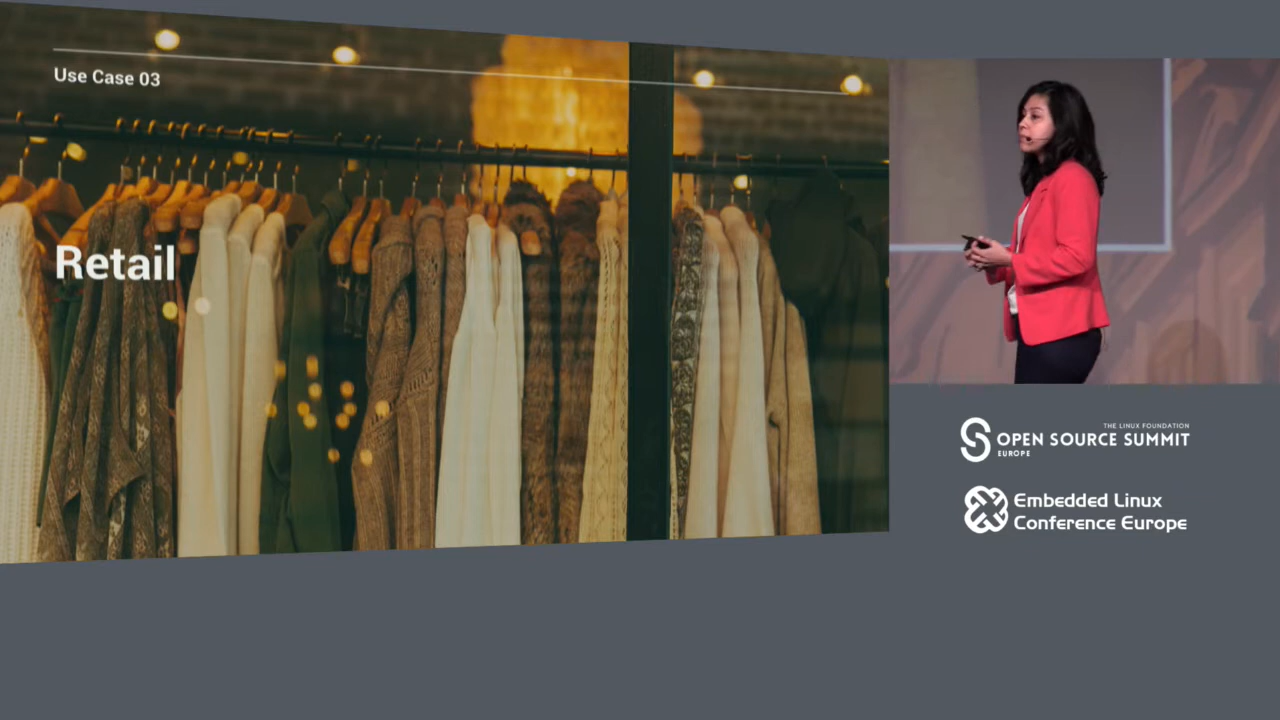 Use Case 03
Retail
THE LINUX FOUNDATION
OPEN SOURCE SUMMIT
EUROPE
Embedded Linux
Conference Europe